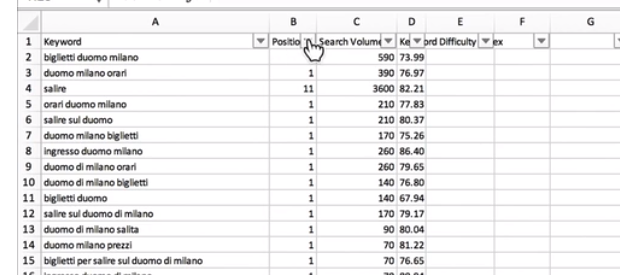 A B C D E F G
1 Keyword Positio Search Volume Ke ord Difficulty ex
2 biglietti duomo milano 590 73.99
3 duomo milano orari 1 390 76.97
4 salire 11 3600 82.21
5 orari duomo milano 1 210 77.83
6 salire sul duomo 1 210 80.37
7 duomo milano biglietti 1 170 75.26
8 ingresso duomo milano 1 260 86.40
9 duomo di milano orari 1 260 79.65
10 duomo di milano biglietti 1 140 76.80
11 biglietti duomo 1 140 67.94
12 salire sul duomo di milano 1 170 79.17
13 duomo di milano salita 1 90 80.04
14 duomo milano prezzi 1 70 81.22
15 biglietti per salire sul duomo di milano 1 70 76.65